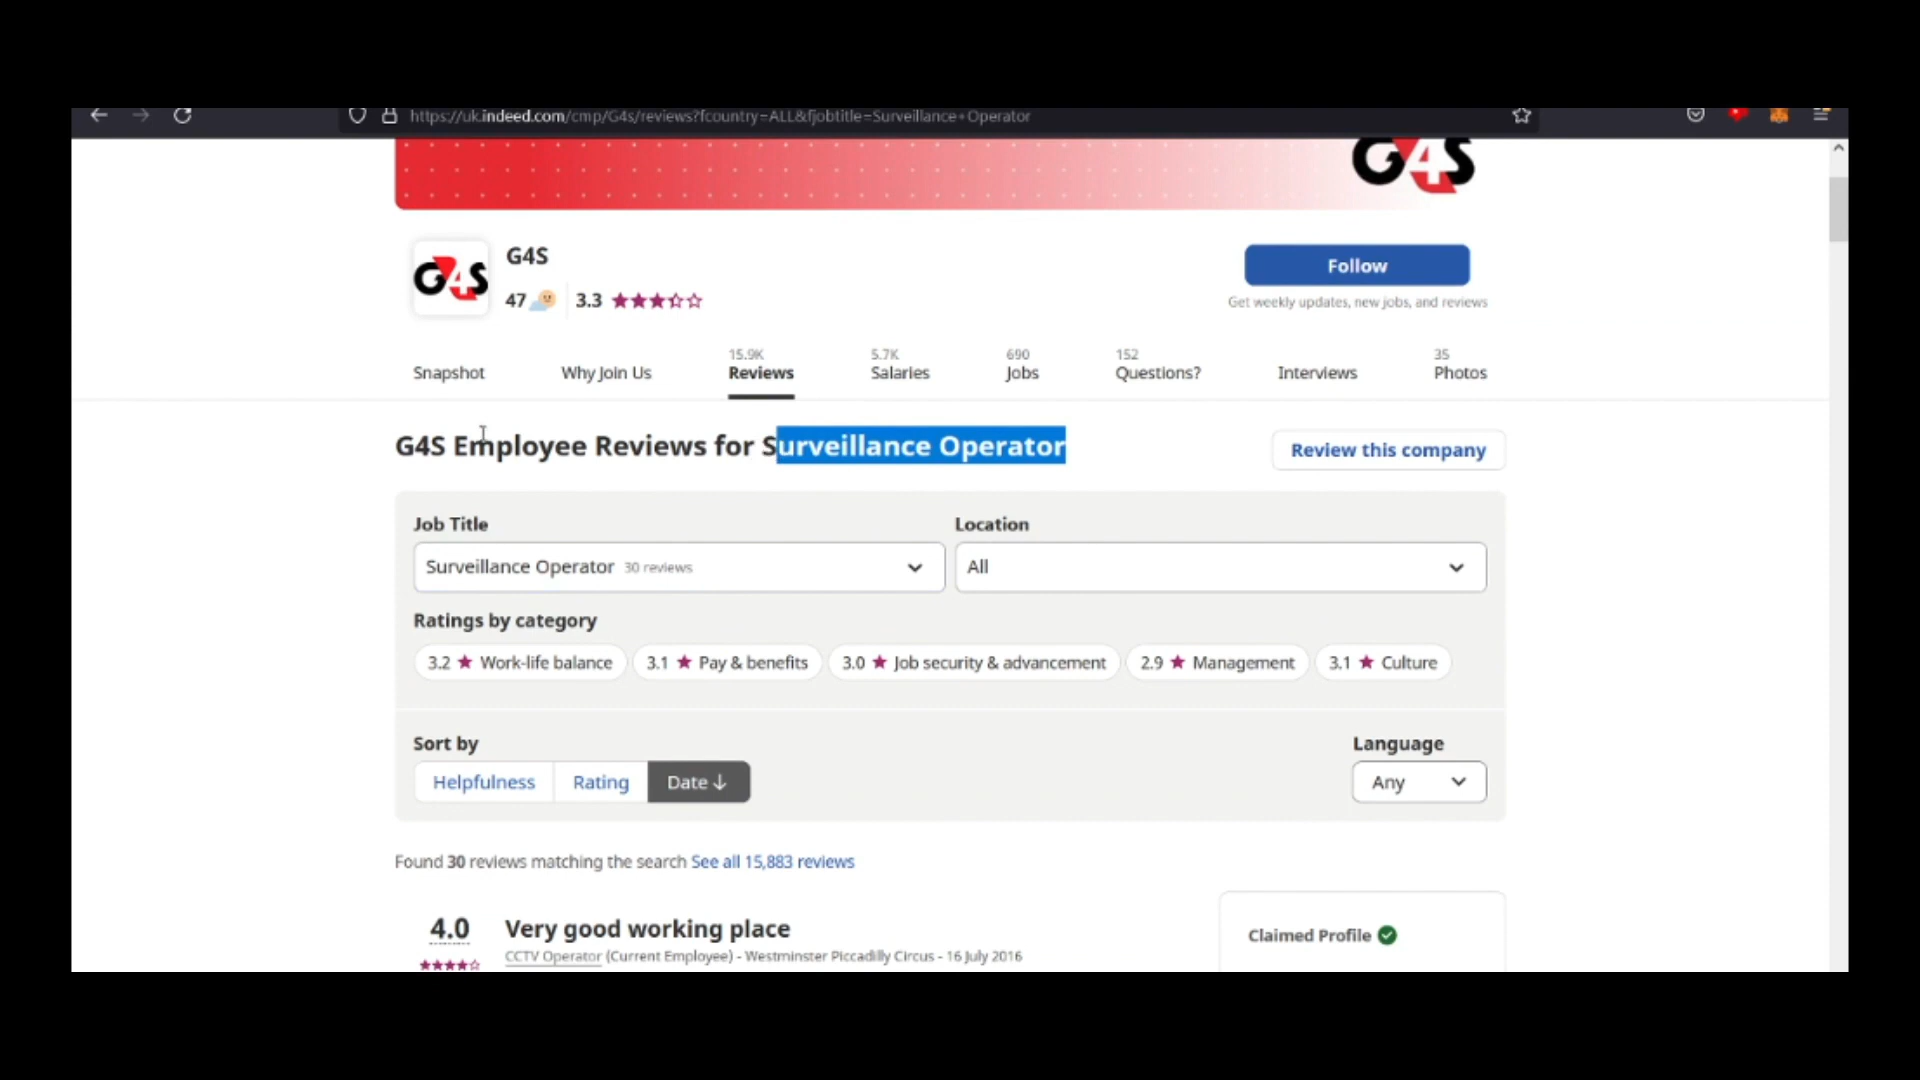 https://uk.indeed.com/cmp/G4s/reviews?fcountry=ALL&fjobtitle=Surveillance+Operator
G4S
G4S
G4S
47
3.3
Follow
Get weekly updates, new jobs, and reviews
Snapshot
Why Join Us
15.9K
Reviews
5.7K
Salaries
690
Jobs
152
Questions?
Interviews
35
Photos
G4S Employee Reviews for Surveillance Operator
Review this company
Job Title
Location
Surveillance Operator 30 reviews
All
Ratings by category
3.2 ★ Work-life balance
3.1 ★ Pay & benefits
3.0 ★ Job security & advancement
2.9 ★ Management
3.1 ★ Culture
Sort by
Language
Helpfulness
Rating
Date ↓
Any
Found 30 reviews matching the search See all 15,883 reviews
4.0
Very good working place
CCTV Operator (Current Employee) - Westminster Piccadilly Circus - 16 July 2016
Claimed Profile